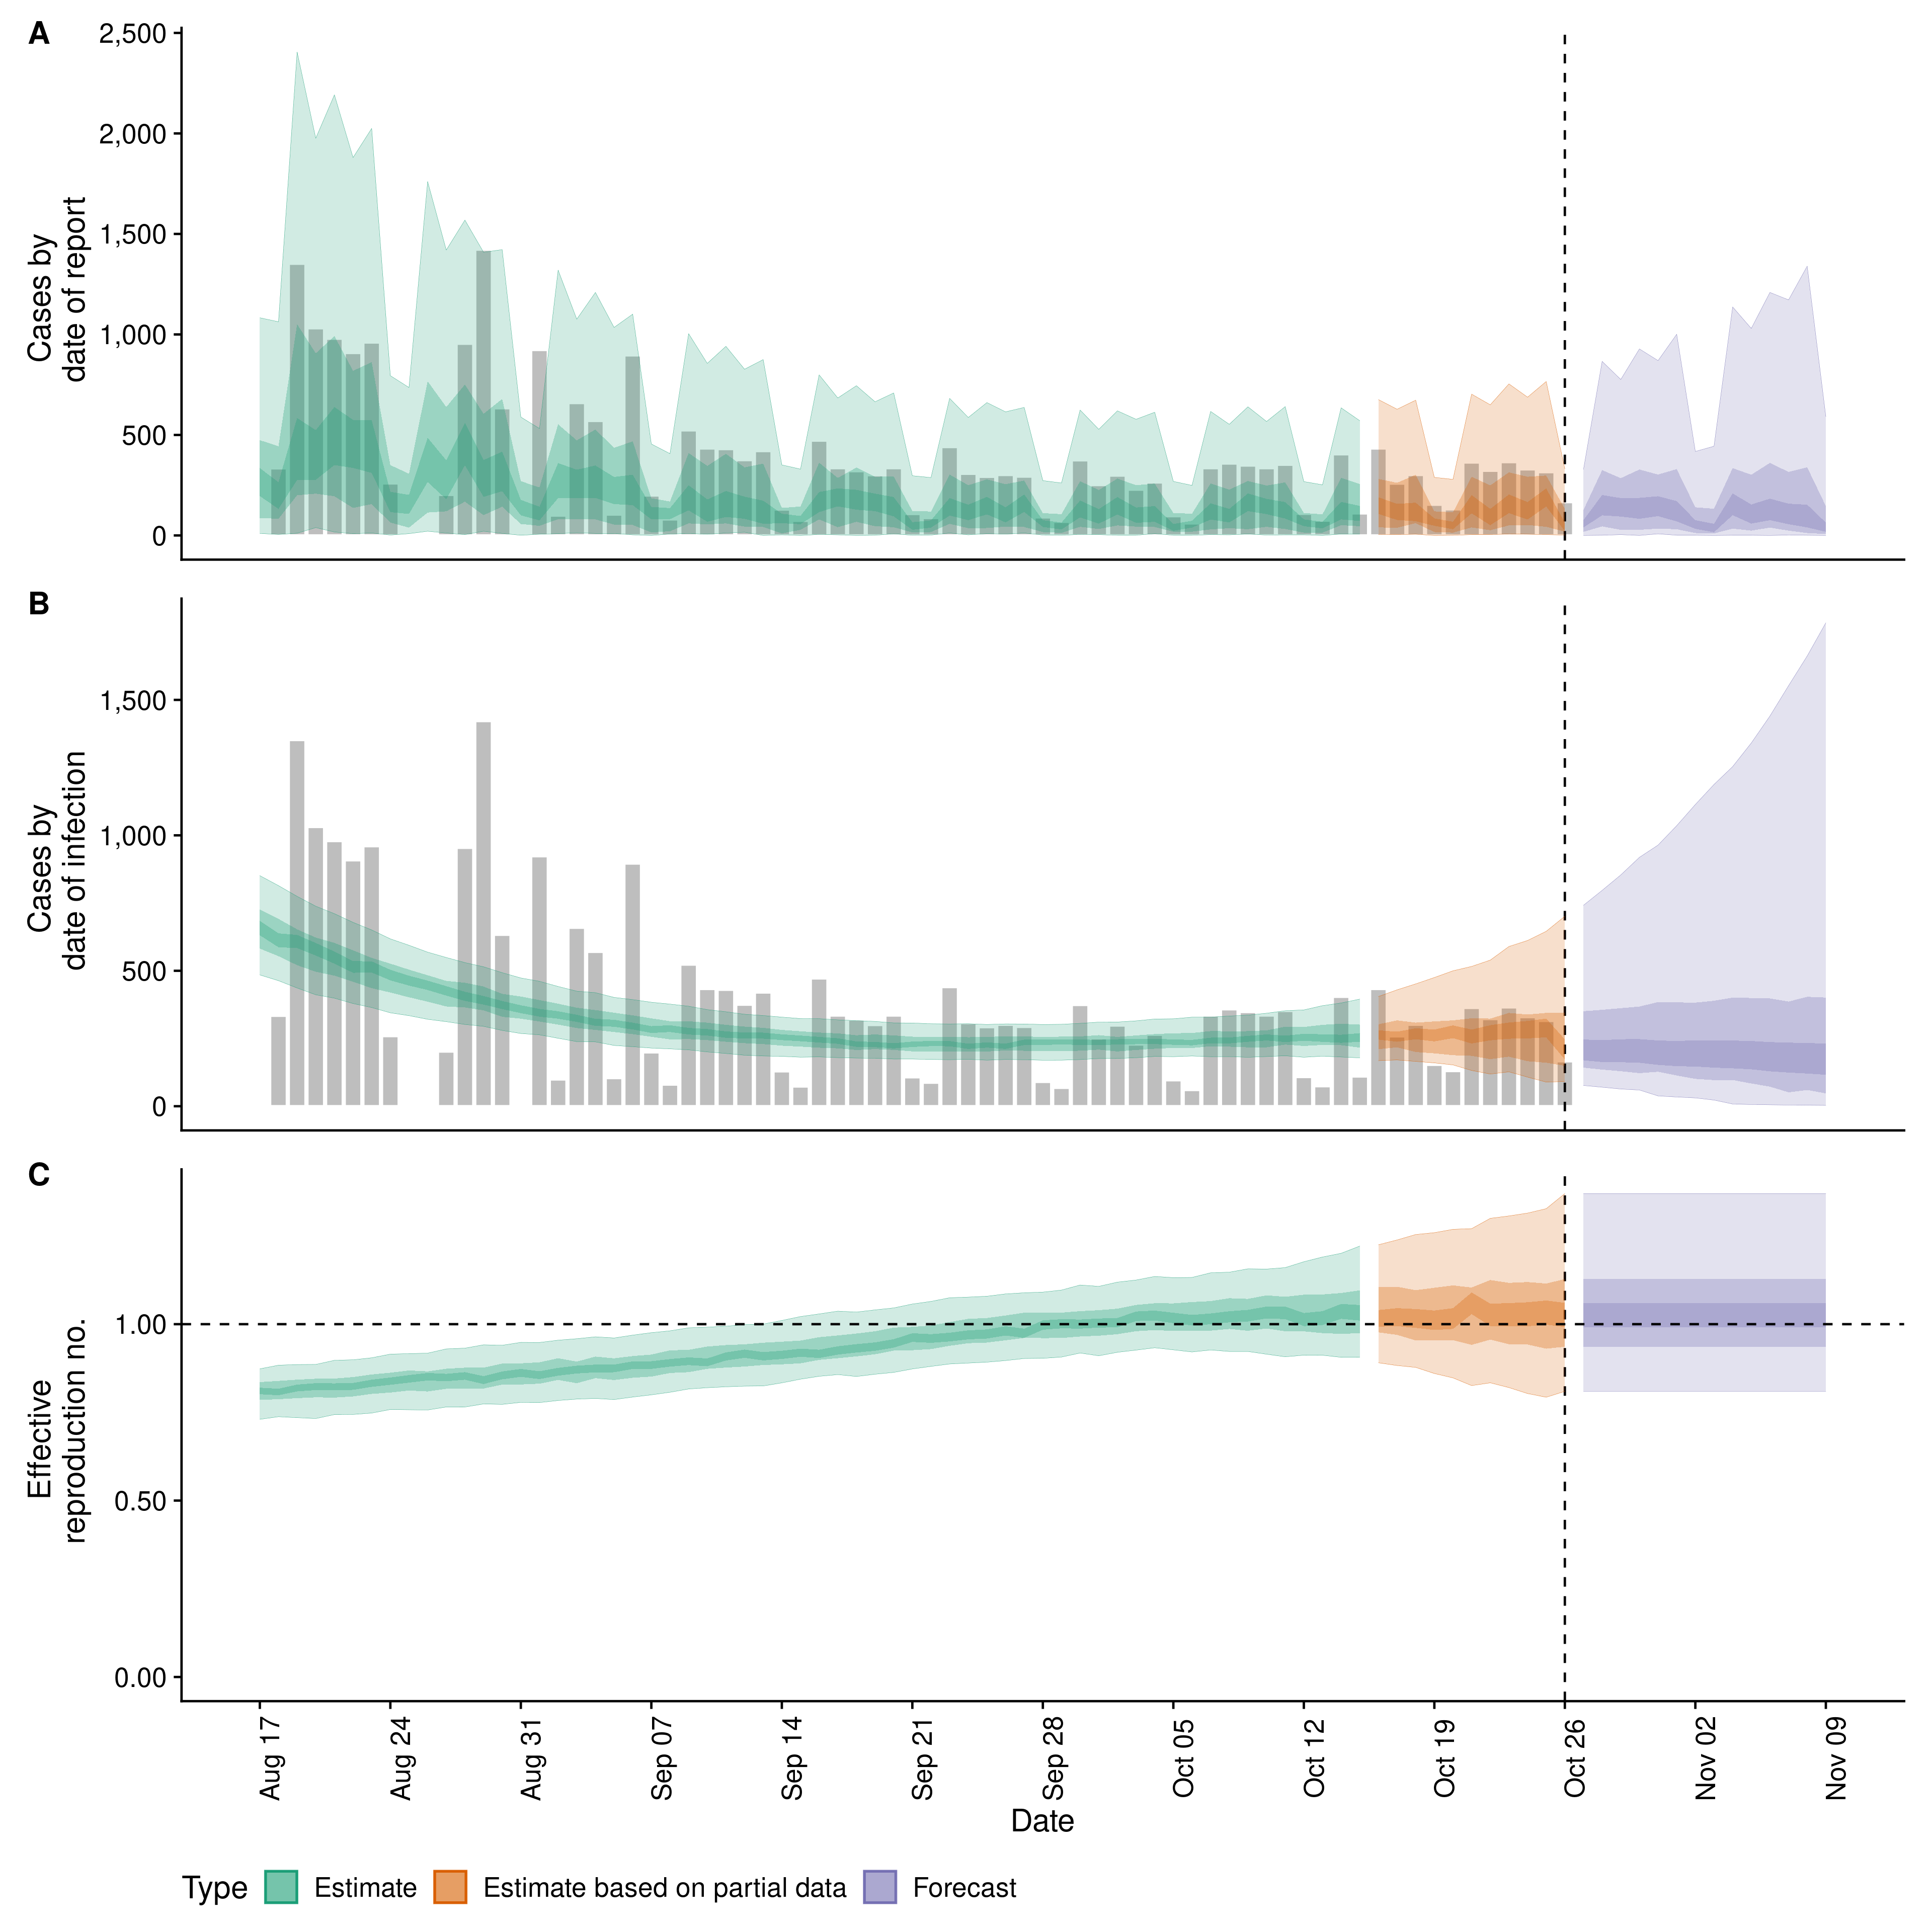 A
2,500
2,000
1,500
1,000
500
0
Cases by
date of report
B
1,500
1,000
500
0
Cases by
date of infection
C
1.00
0.50
0.00
Effective
reproduction no.
Aug 17
Aug 24
Aug 31
Sep 07
Sep 14
Sep 21
Sep 28
Oct 05
Oct 12
Oct 19
Oct 26
Nov 02
Nov 09
Date
Type
Estimate
Estimate based on partial data
Forecast